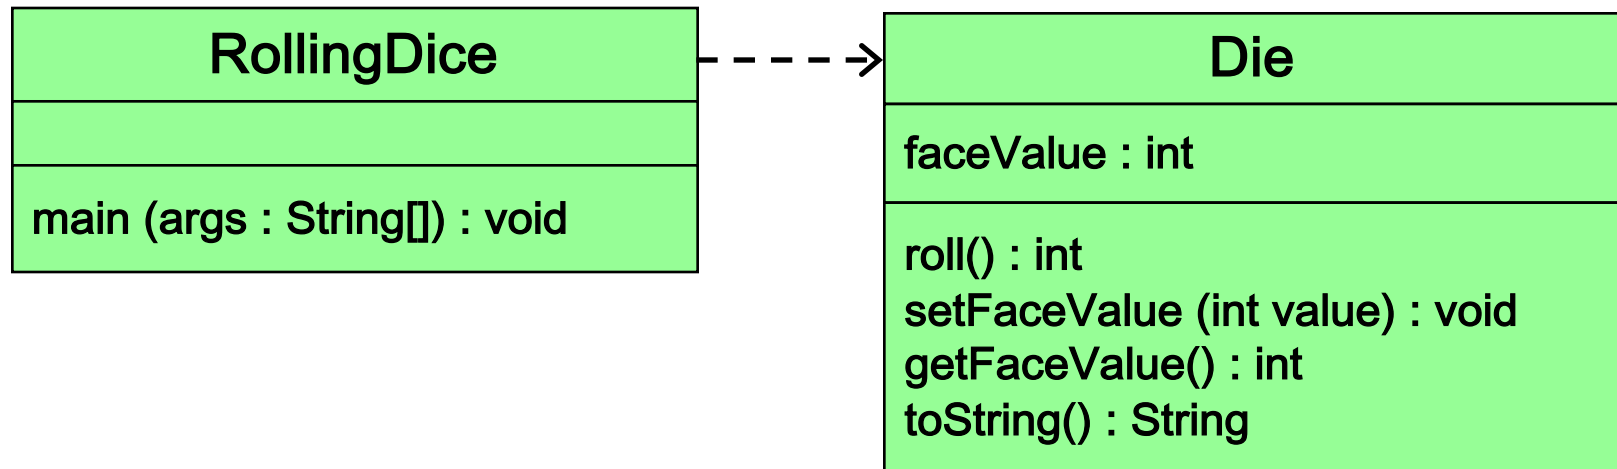 RollingDice
main (args : String[]) : void
Die
faceValue : int
roll() : int
setFaceValue (int value) : void
getFaceValue() : int
toString() : String